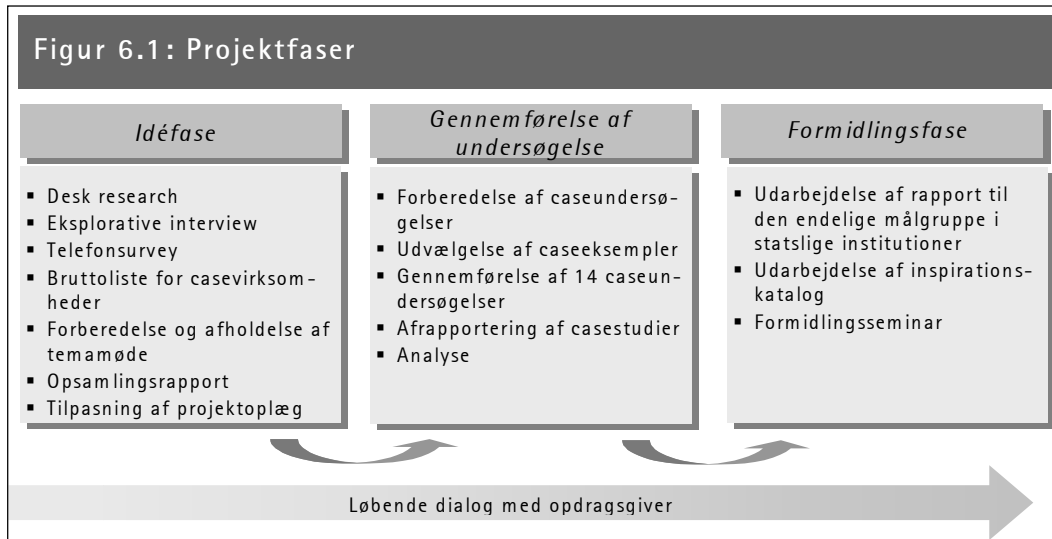 Figur 6.1: Projektfaser
Idéfase
▪ Desk research
▪ Eksplorative interview
▪ Telefonsurvey
▪ Bruttoliste for casevirksom-
heder
▪ Forberedelse og afholdelse af
temamøde
▪ Opsamlingsrapport
▪ Tilpasning af projektoplæg
Gennemførelse af
undersøgelse
▪ Forberedelse af caseundersø-
gelser
▪ Udvælgelse af caseeksempler
▪ Gennemførelse af 14 caseun-
dersøgelser
▪ Afrapportering af casestudier
▪ Analyse
Formidlingsfase
▪ Udarbejdelse af rapport til
den endelige målgruppe i
statslige institutioner
▪ Udarbejdelse af inspirations-
katalog
▪ Formidlingsseminar
Løbende dialog med opdragsgiver